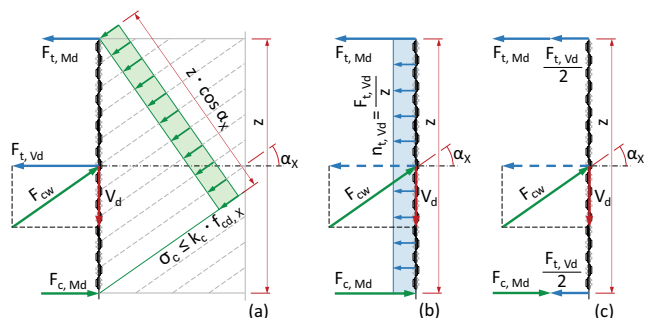 F_t, Md
z · cos α_X
z
F_t, Vd
α_X
F_cw
V_d
σ_c ≤ k_c · f_cd, X
F_c, Md
(a)
F_t, Md
n_t, Vd = F_t, Vd / z
z
α_X
F_cw
V_d
F_c, Md
(b)
F_t, Md
F_t, Vd / 2
z
α_X
F_cw
V_d
F_c, Md
F_t, Vd / 2
(c)